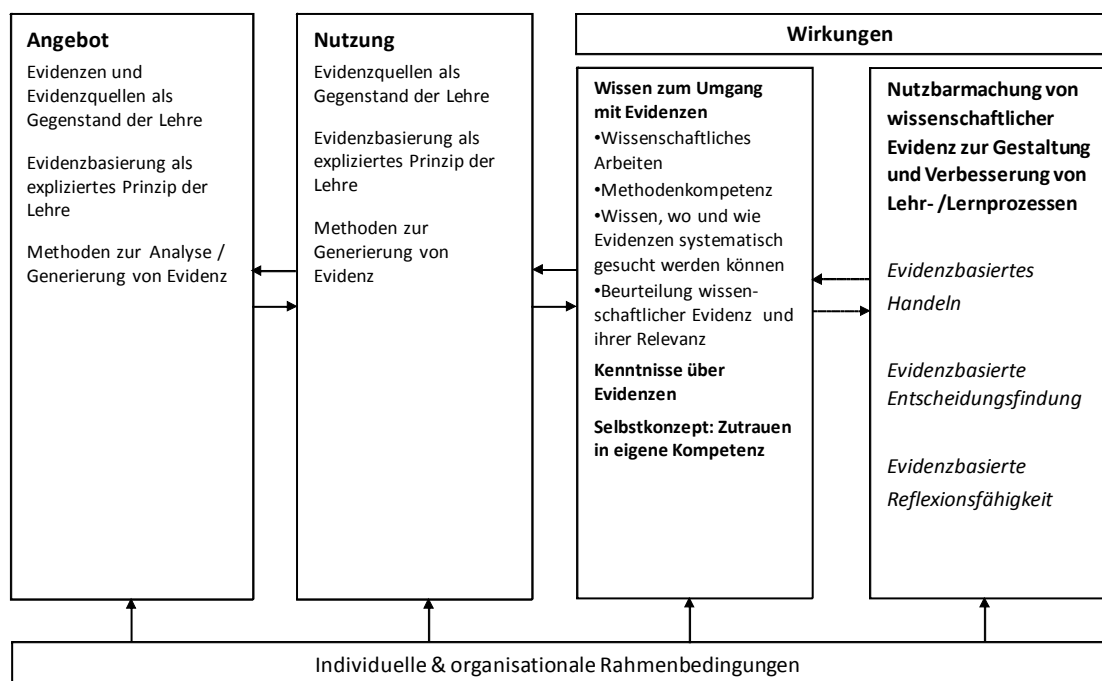 Angebot
Evidenzen und
Evidenzquellen als
Gegenstand der Lehre
Evidenzbasierung als
expliziertes Prinzip der
Lehre
Methoden zur Analyse /
Generierung von Evidenz
Nutzung
Evidenzquellen als
Gegenstand der Lehre
Evidenzbasierung als
expliziertes Prinzip der
Lehre
Methoden zur
Generierung von
Evidenz
Wirkungen
Wissen zum Umgang
mit Evidenzen
•Wissenschaftliches
Arbeiten
•Methodenkompetenz
•Wissen, wo und wie
Evidenzen systematisch
gesucht werden können
•Beurteilung wissen-
schaftlicher Evidenz und
ihrer Relevanz
Kenntnisse über
Evidenzen
Selbstkonzept: Zutrauen
in eigene Kompetenz
Nutzbarmachung von
wissenschaftlicher
Evidenz zur Gestaltung
und Verbesserung von
Lehr- /Lernprozessen
Evidenzbasiertes
Handeln
Evidenzbasierte
Entscheidungsfindung
Evidenzbasierte
Reflexionsfähigkeit
Individuelle & organisationale Rahmenbedingungen